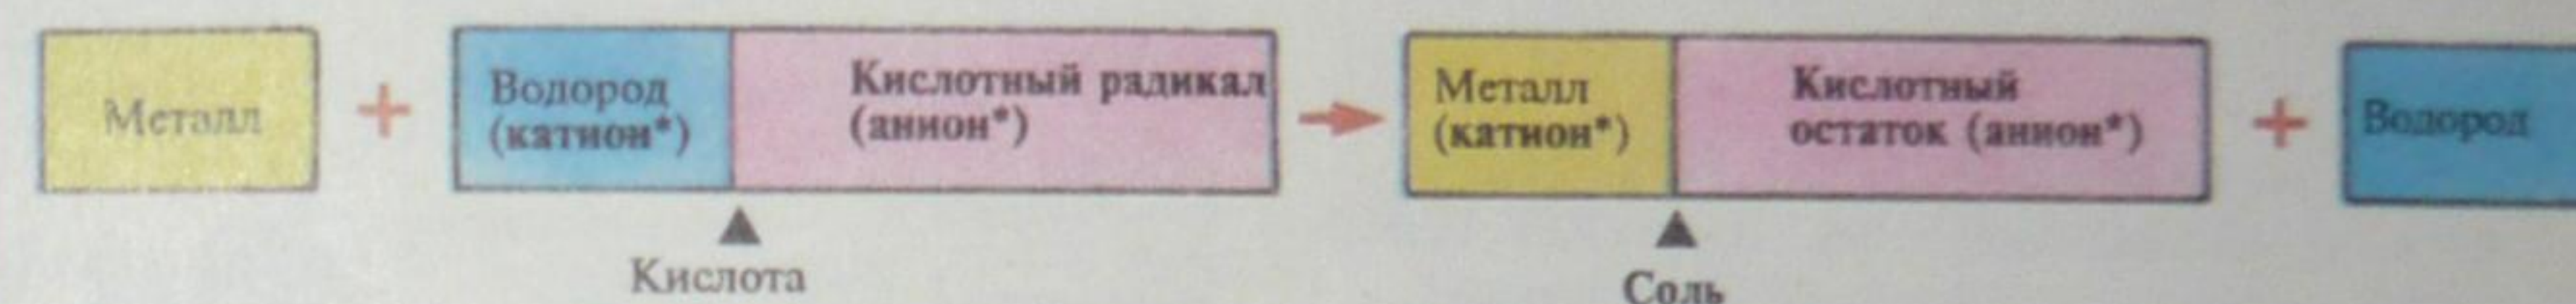 Металл
+
Водород
(катион*)
Кислотный радикал
(анион*)
Металл
(катион*)
Кислотный
остаток (анион*)
+
Водород
Кислота
Соль